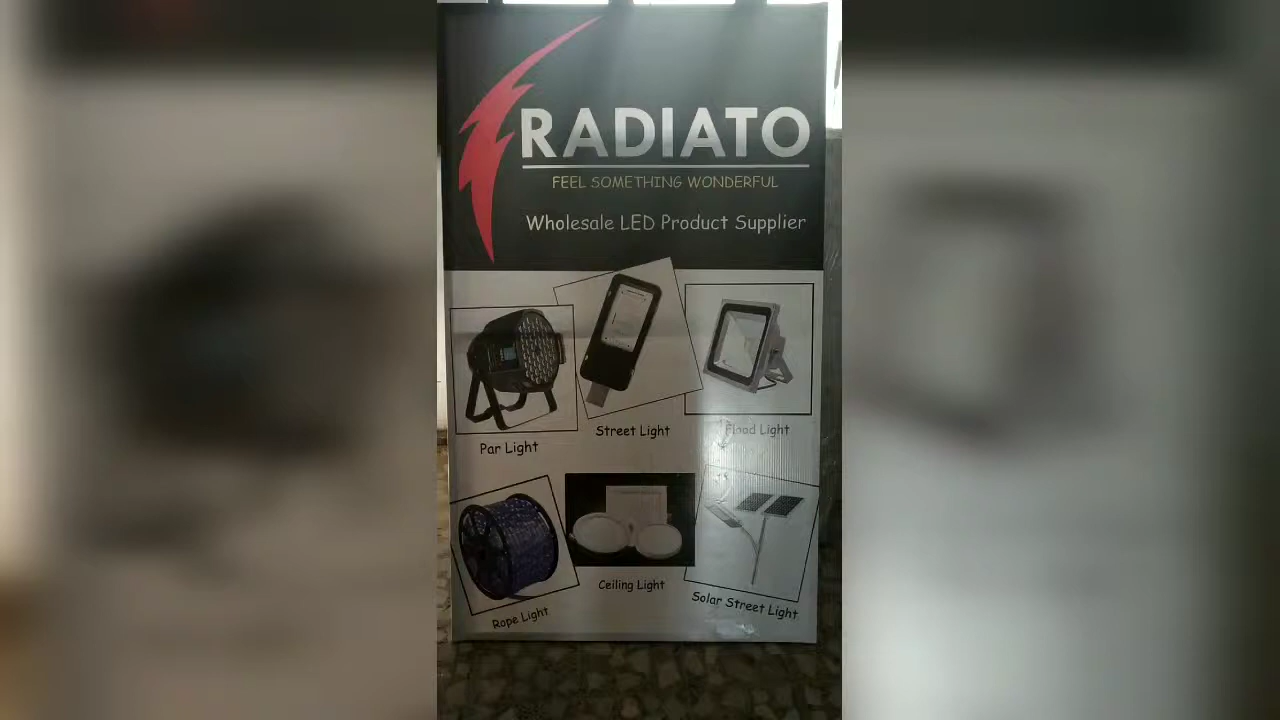 RADIATO
FEEL SOMETHING WONDERFUL
Wholesale LED Product Supplier
Par Light
Street Light
Flood Light
Rope Light
Ceiling Light
Solar Street Light